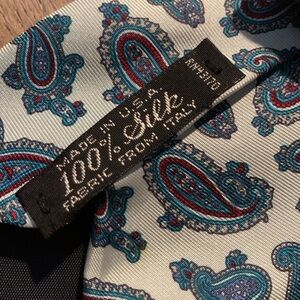 MADE IN U.S.A.
100% Silk
FABRIC FROM ITALY